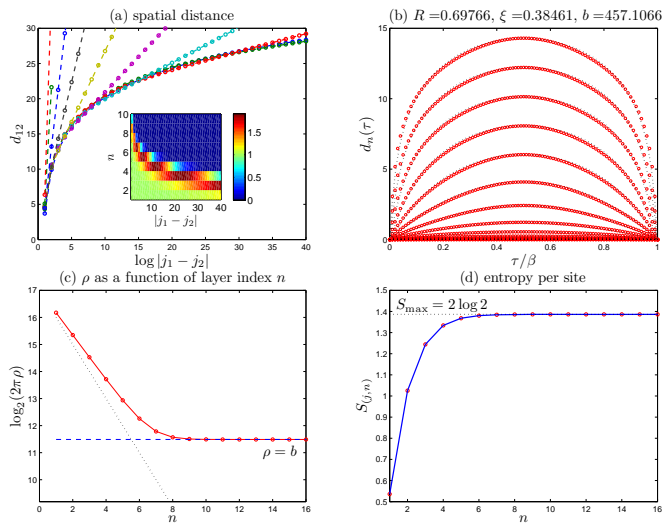 (a) spatial distance
30
25
20
15
10
5
0
d₁₂
0 5 10 15 20 25 30 35 40
log |j₁ − j₂|
10
8
6
4
2
n
10 20 30 40
|j₁ − j₂|
1.5
1
0.5
0
(b) R =0.69766, ξ =0.38461, b =457.1066
15
10
5
0
dₙ(τ)
0 0.2 0.4 0.6 0.8 1
τ/β
(c) ρ as a function of layer index n
16
15
14
13
12
11
10
9
log₂(2πρ)
ρ = b
0 2 4 6 8 10 12 14 16
n
(d) entropy per site
Sₘₐₓ = 2 log 2
1.5
1.4
1.3
1.2
1.1
1
0.9
0.8
0.7
0.6
0.5
S₍ⱼ,ₙ₎
2 4 6 8 10 12 14 16
n